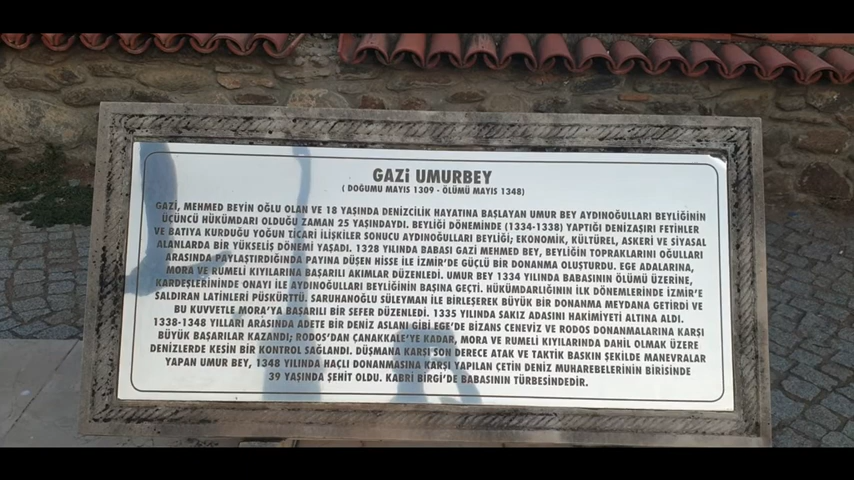 GAZİ UMURBEY
( DOĞUMU MAYIS 1309 - ÖLÜMÜ MAYIS 1348)
GAZİ, MEHMED BEYİN OĞLU OLAN VE 18 YAŞINDA DENİZCİLİK HAYATINA BAŞLAYAN UMUR BEY AYDINOĞULLARI BEYLİĞİNİN
ÜÇÜNCÜ HÜKÜMDARI OLDUĞU ZAMAN 25 YAŞINDAYDI. BEYLİĞİ DÖNEMİNDE (1334-1338) YAPTIĞI DENİZAŞIRI FETİHLER
VE BATIYA KURDUĞU YOĞUN TİCARİ İLİŞKİLER SONUCU AYDINOĞULLARI BEYLİĞİ; EKONOMİK, KÜLTÜREL, ASKERİ VE SİYASAL
ALANLARDA BİR YÜKSELİŞ DÖNEMİ YAŞADI. 1328 YILINDA BABASI GAZİ MEHMED BEY, BEYLİĞİN TOPRAKLARINI OĞULLARI
ARASINDA PAYLAŞTIRDIĞINDA PAYINA DÜŞEN HİSSE İLE İZMİR'DE GÜÇLÜ BİR DONANMA OLUŞTURDU. EGE ADALARINA,
MORA VE RUMELİ KIYILARINA BAŞARILI AKIMLAR DÜZENLEDİ. UMUR BEY 1334 YILINDA BABASININ ÖLÜMÜ ÜZERİNE,
KARDEŞLERİNİNDE ONAYI İLE AYDINOĞULLARI BEYLİĞİNİN BAŞINA GEÇTİ. HÜKÜMDARLIĞININ İLK DÖNEMLERİNDE İZMİR'E
SALDIRAN LATİNLERİ PÜSKÜRTTÜ. SARUHANOĞLU SÜLEYMAN İLE BİRLEŞEREK BÜYÜK BİR DONANMA MEYDANA GETİRDİ VE
BU KUVVETLE MORA'YA BAŞARILI BİR SEFER DÜZENLEDİ. 1335 YILINDA SAKIZ ADASINI HAKİMİYETİ ALTINA ALDI.
1338-1348 YILLARI ARASINDA ADETE BİR DENİZ ASLANI GİBİ EGE'DE BİZANS CENEVİZ VE RODOS DONANMALARINA KARŞI
BÜYÜK BAŞARILAR KAZANDI; RODOS'DAN ÇANAKKALE'YE KADAR, MORA VE RUMELİ KIYILARINDA DAHİL OLMAK ÜZERE
DENİZLERDE KESİN BİR KONTROL SAĞLANDI. DÜŞMANA KARŞI SON DERECE ATAK VE TAKTİK BASKIN ŞEKİLDE MANEVRALAR
YAPAN UMUR BEY, 1348 YILINDA HAÇLI DONANMASINA KARŞI YAPILAN ÇETİN DENİZ MUHAREBELERİNİN BİRİSİNDE
39 YAŞINDA ŞEHİT OLDU. KABRİ BİRGİ'DE BABASININ TÜRBESİNDEDİR.